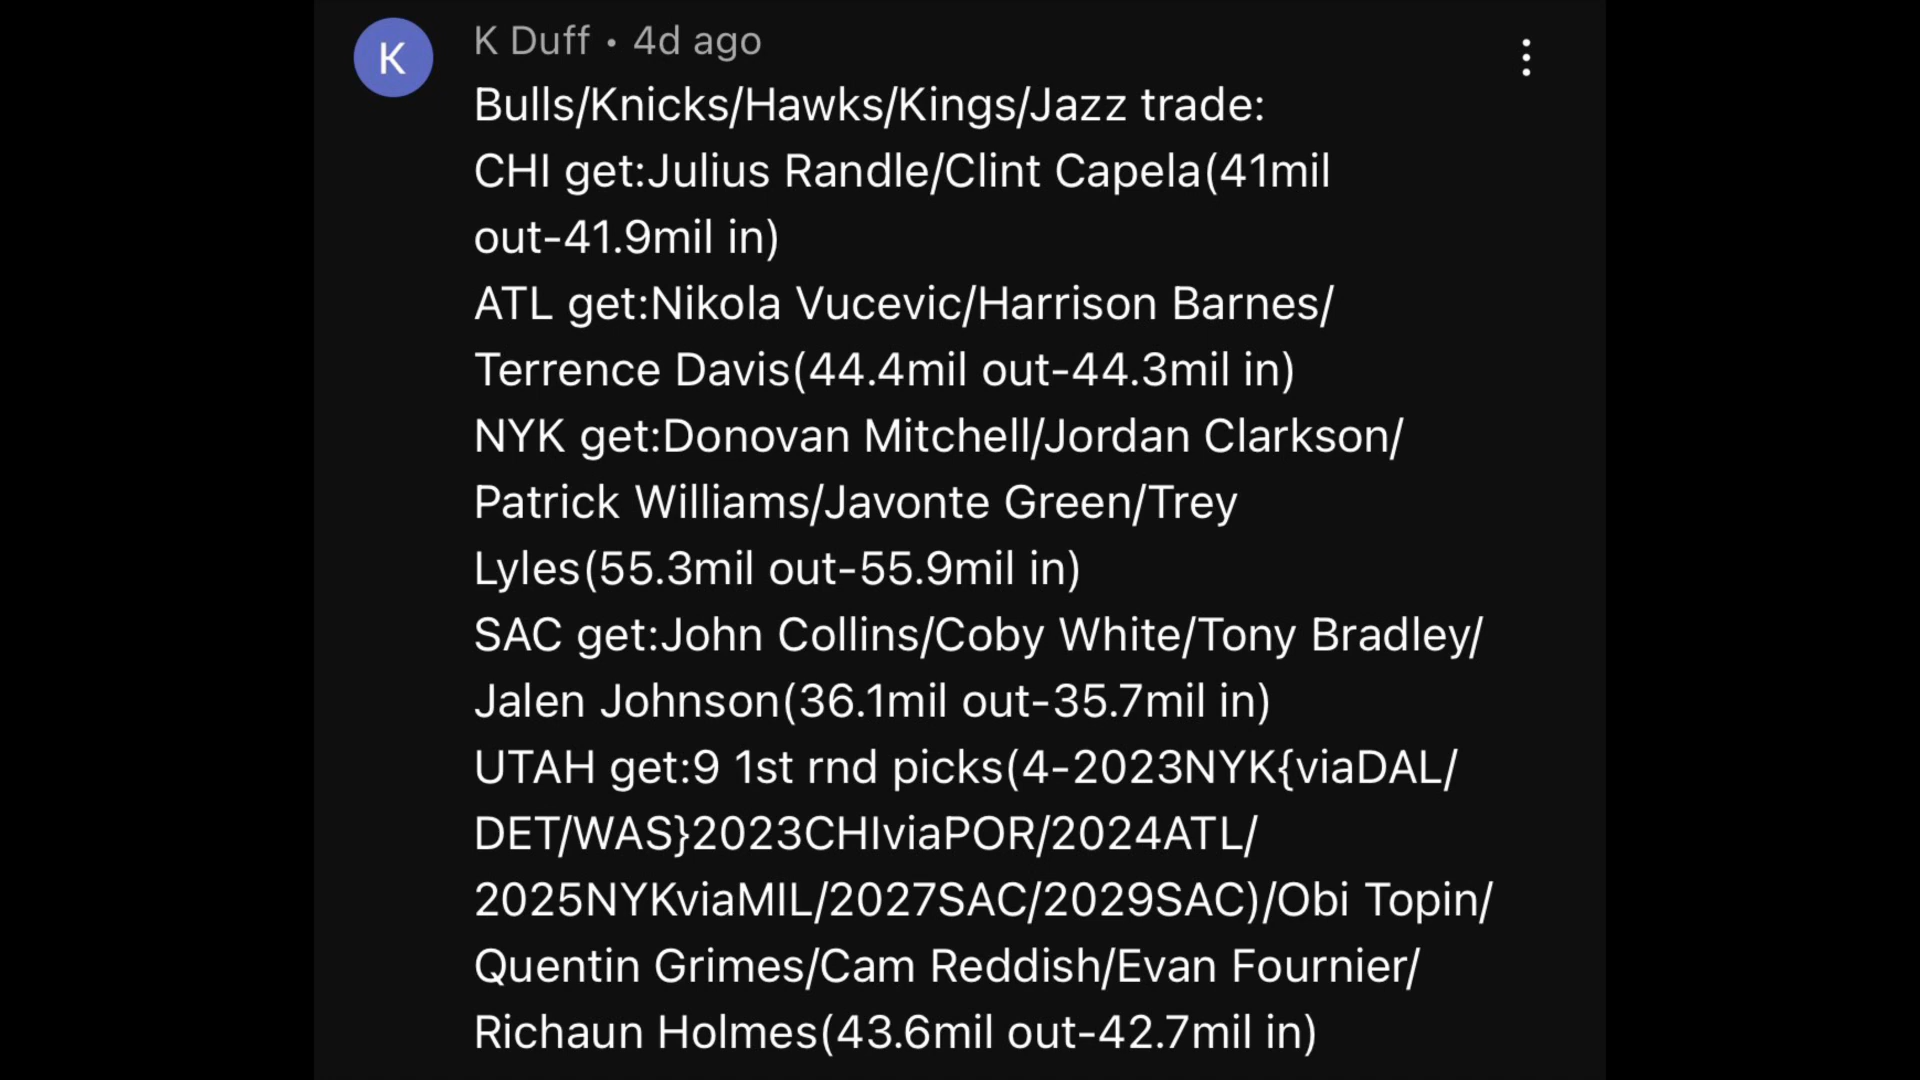 K
K Duff • 4d ago
Bulls/Knicks/Hawks/Kings/Jazz trade:
CHI get:Julius Randle/Clint Capela(41mil
out-41.9mil in)
ATL get:Nikola Vucevic/Harrison Barnes/
Terrence Davis(44.4mil out-44.3mil in)
NYK get:Donovan Mitchell/Jordan Clarkson/
Patrick Williams/Javonte Green/Trey
Lyles(55.3mil out-55.9mil in)
SAC get:John Collins/Coby White/Tony Bradley/
Jalen Johnson(36.1mil out-35.7mil in)
UTAH get:9 1st rnd picks(4-2023NYK{viaDAL/
DET/WAS}2023CHIviaPOR/2024ATL/
2025NYKviaMIL/2027SAC/2029SAC)/Obi Topin/
Quentin Grimes/Cam Reddish/Evan Fournier/
Richaun Holmes(43.6mil out-42.7mil in)